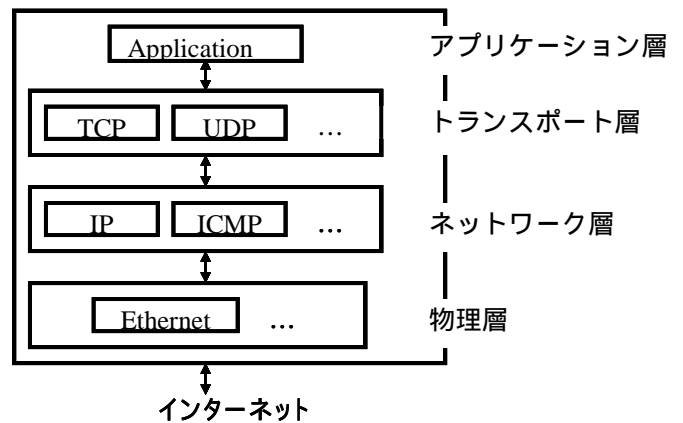 Application アプリケーション層
TCP UDP … トランスポート層
IP ICMP … ネットワーク層
Ethernet … 物理層
インターネット